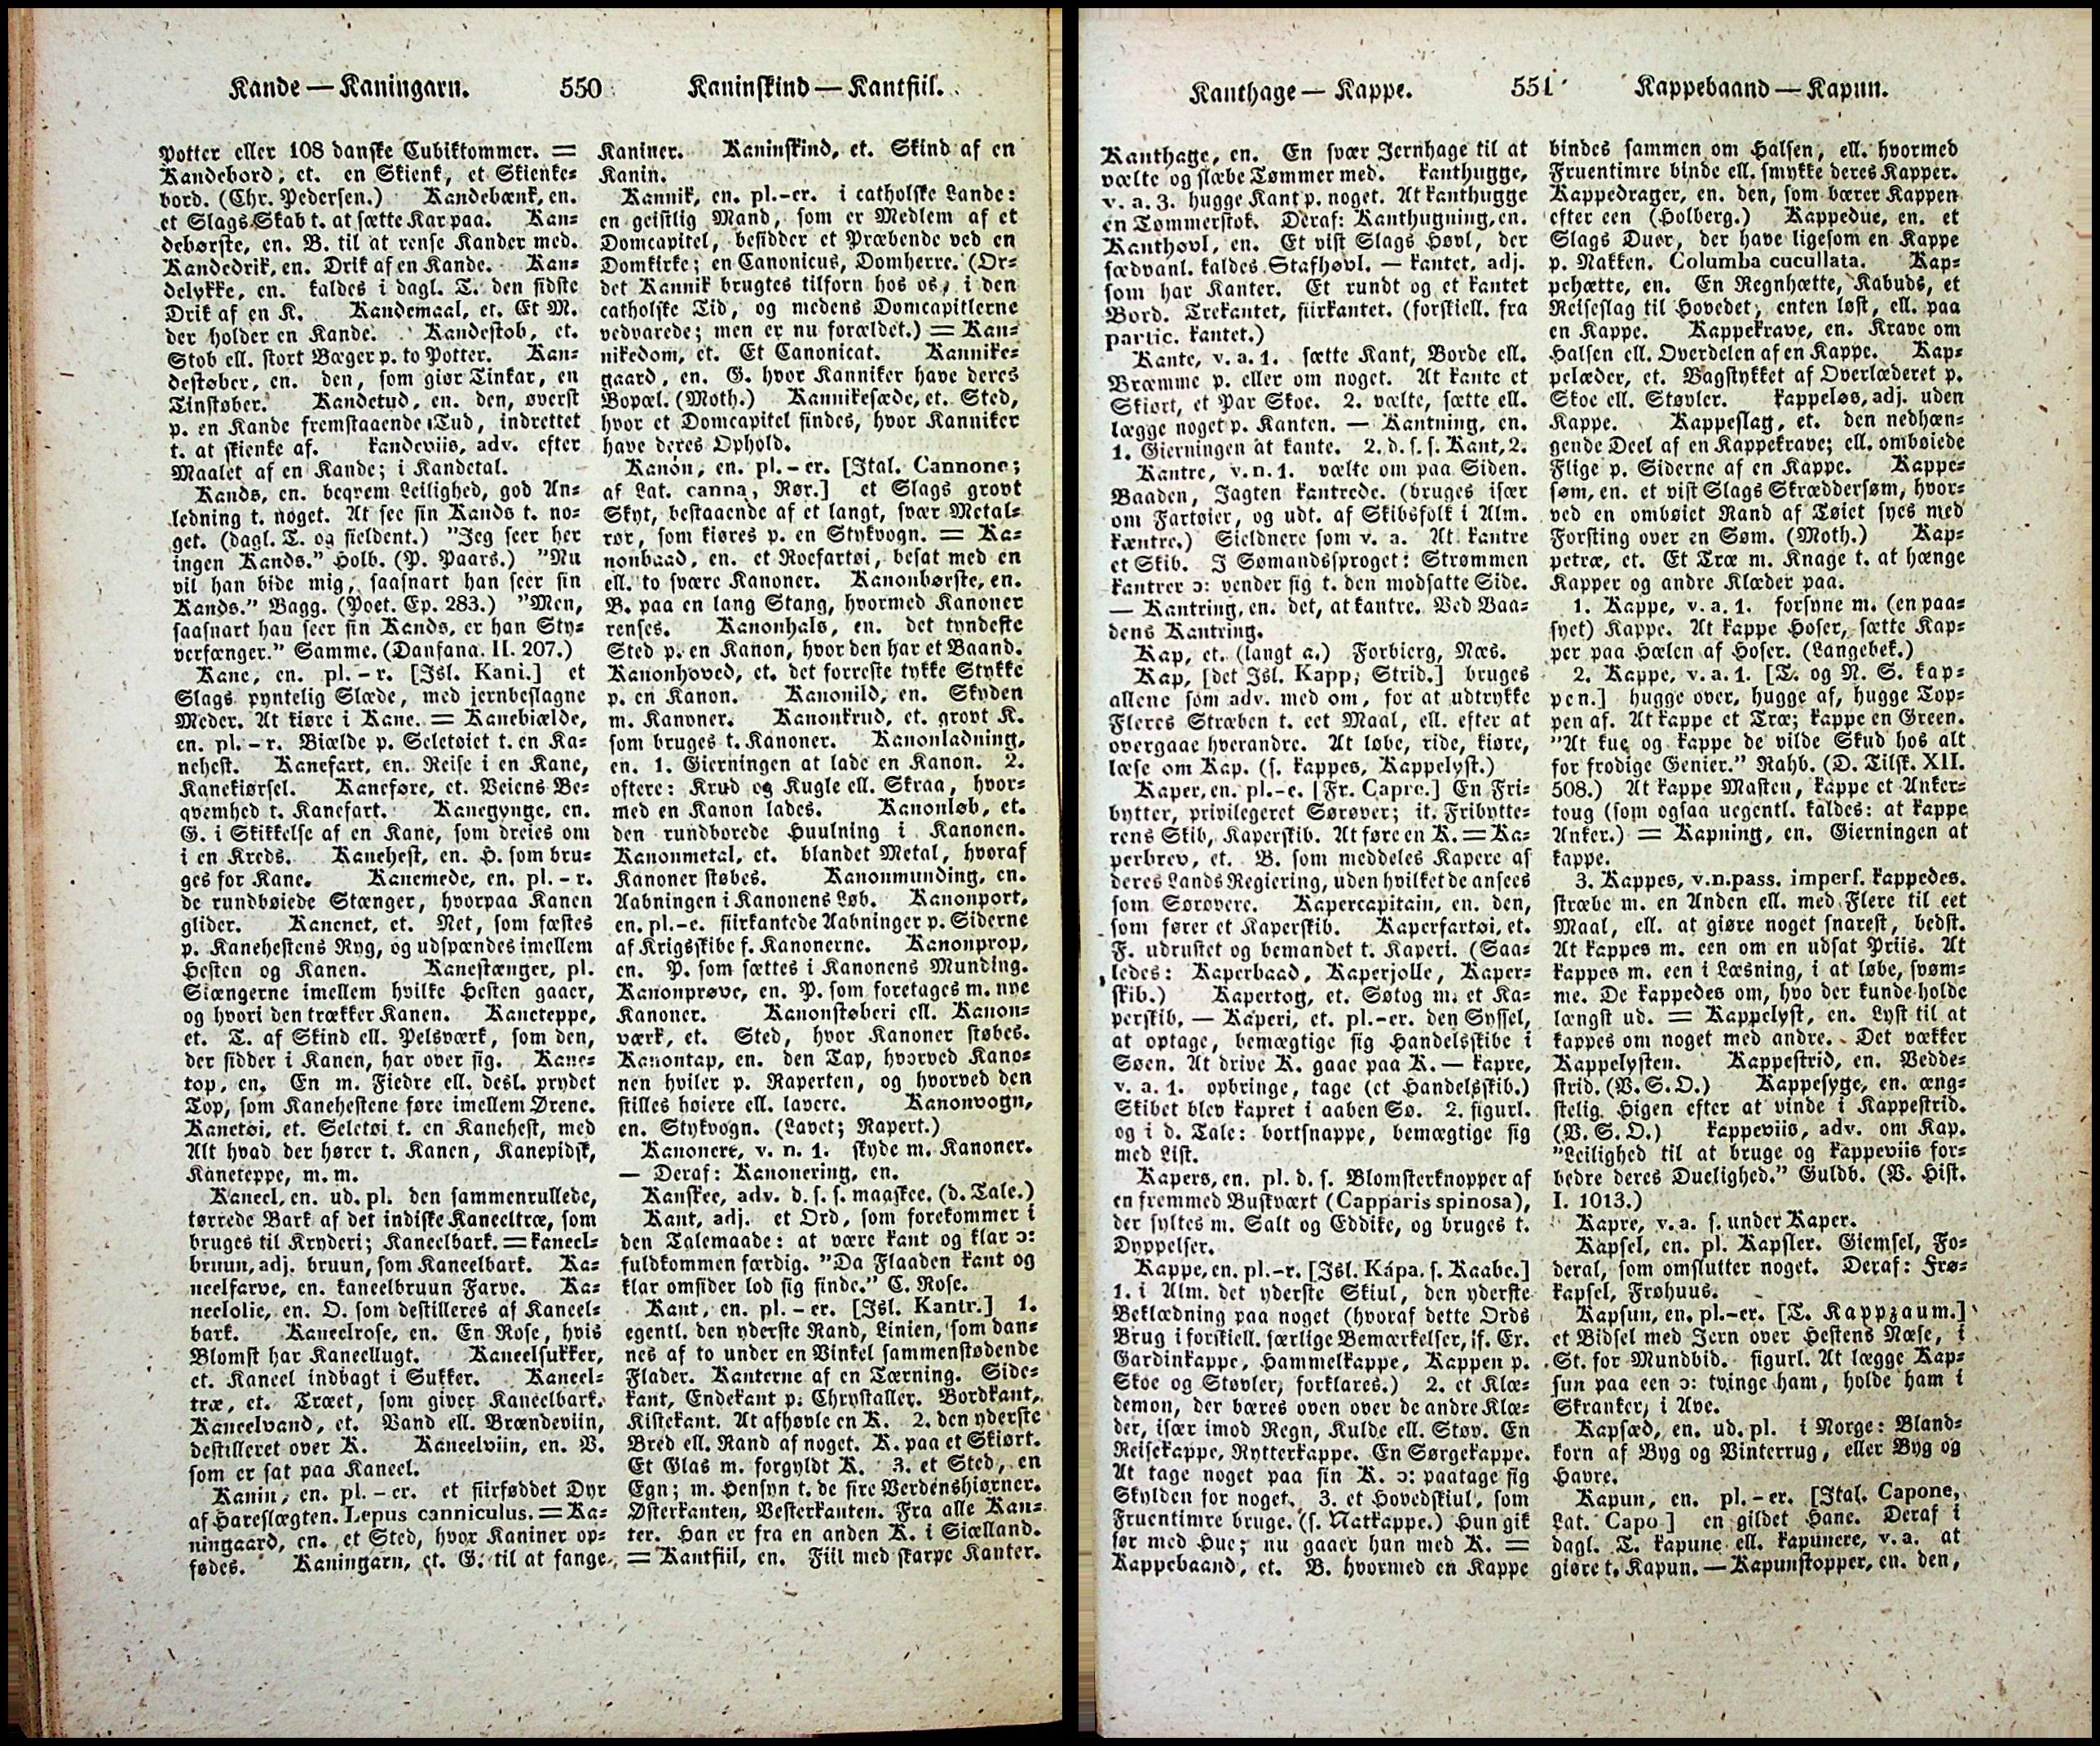 Kande — Kaningarn.
550
Kaninskind — Kantfiil.
Potter eller 108 danske Cubiktommer. =
Kandebord, et. en Skienk, et Skienke=
bord. (Chr. Pedersen.) Kandebænk, en.
et Slags Skab t. at sætte Kar paa. Kan=
debørste, en. B. til at rense Kander med.
Kandedrik, en. Drik af en Kande. Kan=
delykke, en. kaldes i dagl. T. den sidste
Drik af en K. Kandemaal, et. Et M.
der holder en Kande. Kandestob, et.
Stob ell. stort Bæger p. to Potter. Kan=
destøber, en. den, som giør Tinkar, en
Tinstøber. Kandetud, en. den, øverst
p. en Kande fremstaaende Tud, indrettet
t. at skienke af. kandeviis, adv. efter
Maalet af en Kande; i Kandetal.
Kands, en. beqvem Leilighed, god An=
ledning t. noget. At see sin Kands t. no=
get. (dagl. T. og sieldent.) "Jeg seer her
ingen Kands." Holb. (P. Paars.) "Nu
vil han bide mig, saasnart han seer sin
Kands." Bagg. (Poet. Ep. 283.) "Men,
saasnart han seer sin Kands, er han Sty=
verfænger." Samme. (Danfana. II. 207.)
Kane, en. pl. – r. [Isl. Kani.] et
Slags pyntelig Slæde, med jernbeslagne
Meder. At kiøre i Kane. = Kanebiælde,
en. pl. – r. Biælde p. Seletøiet t. en Ka=
nehest. Kanefart, en. Reise i en Kane,
Kanekiørsel. Kaneføre, et. Veiens Be=
qvemhed t. Kanefart. Kanegynge, en.
G. i Skikkelse af en Kane, som dreies om
i en Kreds. Kanehest, en. H. som bru=
ges for Kane. Kanemede, en. pl. – r.
de rundbøiede Stænger, hvorpaa Kanen
glider. Kanenet, et. Net, som fæstes
p. Kanehestens Ryg, og udspændes imellem
Hesten og Kanen. Kanestænger, pl.
Stængerne imellem hvilke Hesten gaaer,
og hvori den trækker Kanen. Kaneteppe,
et. T. af Skind ell. Pelsværk, som den,
der sidder i Kanen, har over sig. Kane=
top, en. En m. Fiedre ell. desl. prydet
Top, som Kanehestene føre imellem Ørene.
Kanetøi, et. Seletøi t. en Kanehest, med
Alt hvad der hører t. Kanen, Kanepidsk,
Kaneteppe, m. m.
Kaneel, en. ud. pl. den sammenrullede,
tørrede Bark af det indiske Kaneeltræ, som
bruges til Kryderi; Kaneelbark. = kaneel=
bruun, adj. bruun, som Kaneelbark. Ka=
neelfarve, en. kaneelbruun Farve. Ka=
neelolie, en. O. som destilleres af Kaneel=
bark. Kaneelrose, en. En Rose, hvis
Blomst har Kaneellugt. Kaneelsukker,
et. Kaneel indbagt i Sukker. Kaneel=
træ, et. Træet, som giver Kaneelbark.
Kaneelvand, et. Vand ell. Brændeviin,
destilleret over K. Kaneelviin, en. V.
som er sat paa Kaneel.
Kanin, en. pl. – er. et fiirføddet Dyr
af Hareslægten. Lepus canniculus. = Ka=
ningaard, en. et Sted, hvor Kaniner op=
fødes. Kaningarn, et. G. til at fange
Kaniner. Kaninskind, et. Skind af en
Kanin.
Kannik, en. pl.–er. i catholske Lande:
en geistlig Mand, som er Medlem af et
Domcapitel, besidder et Præbende ved en
Domkirke; en Canonicus, Domherre. (Or=
det Kannik brugtes tilforn hos os, i den
catholske Tid, og medens Domcapitlerne
vedvarede; men er nu forældet.) = Kan=
nikedom, et. Et Canonicat. Kannike=
gaard, en. G. hvor Kanniker have deres
Bopæl. (Moth.) Kannikesæde, et. Sted,
hvor et Domcapitel findes, hvor Kanniker
have deres Ophold.
Kanon, en. pl. – er. [Ital. Cannone;
af Lat. canna, Rør.] et Slags grovt
Skyt, bestaaende af et langt, svær Metal=
rør, som kiøres p. en Stykvogn. = Ka=
nonbaad, en. et Roefartøi, besat med en
ell. to svære Kanoner. Kanonbørste, en.
B. paa en lang Stang, hvormed Kanoner
renses. Kanonhals, en. det tyndeste
Sted p. en Kanon, hvor den har et Baand.
Kanonhoved, et. det forreste tykke Stykke
p. en Kanon. Kanonild, en. Skyden
m. Kanoner. Kanonkrud, et. grovt K.
som bruges t. Kanoner. Kanonladning,
en. 1. Gierningen at lade en Kanon. 2.
oftere: Krud og Kugle ell. Skraa, hvor=
med en Kanon lades. Kanonløb, et.
den rundborede Huulning i Kanonen.
Kanonmetal, et. blandet Metal, hvoraf
Kanoner støbes. Kanonmunding, en.
Aabningen i Kanonens Løb. Kanonport,
en. pl.–e. fiirkantede Aabninger p. Siderne
af Krigsskibe f. Kanonerne. Kanonprop,
en. P. som sættes i Kanonens Munding.
Kanonprøve, en. P. som foretages m. nye
Kanoner. Kanonstøberi ell. Kanon=
værk, et. Sted, hvor Kanoner støbes.
Kanontap, en. den Tap, hvorved Kano=
nen hviler p. Raperten, og hvorved den
stilles høiere ell. lavere. Kanonvogn,
en. Stykvogn. (Lavet; Rapert.)
Kanonere, v. n. 1. skyde m. Kanoner.
— Deraf: Kanonering, en.
Kanskee, adv. d. s. s. maaskee. (d. Tale.)
Kant, adj. et Ord, som forekommer i
den Talemaade: at være kant og klar ɔ:
fuldkommen færdig. "Da Flaaden kant og
klar omsider lod sig finde." C. Rose.
Kant, en. pl. – er. [Isl. Kantr.] 1.
egentl. den yderste Rand, Linien, som dan=
nes af to under en Vinkel sammenstødende
Flader. Kanterne af en Tærning. Side=
kant, Endekant p. Chrystaller. Bordkant,
Kistekant. At afhøvle en K. 2. den yderste
Bred ell. Rand af noget. K. paa et Skiørt.
Et Glas m. forgyldt K. 3. et Sted, en
Egn; m. Hensyn t. de fire Verdenshiørner.
Østerkanten, Vesterkanten. Fra alle Kan=
ter. Han er fra en anden K. i Siælland.
= Kantfiil, en. Fiil med skarpe Kanter.
Kanthage — Kappe.
551
Kappebaand — Kapun.
Kanthage, en. En svær Jernhage til at
vælte og slæbe Tømmer med. kanthugge,
v. a. 3. hugge Kant p. noget. At kanthugge
en Tømmerstok. Deraf: Kanthugning, en.
Kanthøvl, en. Et vist Slags Høvl, der
sædvanl. kaldes Stafhøvl. — kantet, adj.
som har Kanter. Et rundt og et kantet
Bord. Trekantet, fiirkantet. (forskiell. fra
partic. kantet.)
Kante, v. a. 1. sætte Kant, Borde ell.
Bræmme p. eller om noget. At kante et
Skiørt, et Par Skoe. 2. vælte, sætte ell.
lægge noget p. Kanten. — Kantning, en.
1. Gierningen at kante. 2. d. s. s. Kant, 2.
Kantre, v. n. 1. vælte om paa Siden.
Baaden, Jagten kantrede. (bruges især
om Fartøier, og udt. af Skibsfolk i Alm.
kæntre.) Sieldnere som v. a. At kantre
et Skib. I Sømandssproget: Strømmen
kantrer ɔ: vender sig t. den modsatte Side.
— Kantring, en. det, at kantre. Ved Baa=
dens Kantring.
Kap, et. (langt a.) Forbierg, Næs.
Kap, [det Isl. Kapp, Strid.] bruges
allene som adv. med om, for at udtrykke
Fleres Stræben t. eet Maal, ell. efter at
overgaae hverandre. At løbe, ride, kiøre,
læse om Kap. (s. kappes, Kappelyst.)
Kaper, en. pl.–e. [Fr. Capre.] En Fri=
bytter, privilegeret Sørøver; it. Fribytte=
rens Skib, Kaperskib. At føre en K. = Ka=
perbrev, et. B. som meddeles Kapere af
deres Lands Regiering, uden hvilket de ansees
som Sørøvere. Kapercapitain, en. den,
som fører et Kaperskib. Kaperfartøi, et.
F. udrustet og bemandet t. Kaperi. (Saa=
ledes: Kaperbaad, Kaperjolle, Kaper=
skib.) Kapertog, et. Søtog m. et Ka=
perskib. — Kaperi, et. pl.–er. den Syssel,
at optage, bemægtige sig Handelsskibe i
Søen. At drive K. gaae paa K. — kapre,
v. a. 1. opbringe, tage (et Handelsskib.)
Skibet blev kapret i aaben Sø. 2. figurl.
og i d. Tale: bortsnappe, bemægtige sig
med List.
Kapers, en. pl. d. s. Blomsterknopper af
en fremmed Buskvært (Capparis spinosa),
der syltes m. Salt og Eddike, og bruges t.
Dyppelser.
Kappe, en. pl.–r. [Isl. Kápa. s. Kaabe.]
1. i Alm. det yderste Skiul, den yderste
Beklædning paa noget (hvoraf dette Ords
Brug i forskiell. særlige Bemærkelser, if. Ex.
Gardinkappe, Hammelkappe, Kappen p.
Skoe og Støvler, forklares.) 2. et Klæ=
demon, der bæres oven over de andre Klæ=
der, især imod Regn, Kulde ell. Støv. En
Reisekappe, Rytterkappe. En Sørgekappe.
At tage noget paa sin K. ɔ: paatage sig
Skylden for noget. 3. et Hovedskiul, som
Fruentimre bruge. (s. Natkappe.) Hun gik
før med Hue; nu gaaer hun med K. =
Kappebaand, et. B. hvormed en Kappe
bindes sammen om Halsen, ell. hvormed
Fruentimre binde ell. smykke deres Kapper.
Kappedrager, en. den, som bærer Kappen
efter een (Holberg.) Kappedue, en. et
Slags Duer, der have ligesom en Kappe
p. Nakken. Columba cucullata. Kap=
pehætte, en. En Regnhætte, Kabuds, et
Reiseslag til Hovedet, enten løst, ell. paa
en Kappe. Kappekrave, en. Krave om
Halsen ell. Overdelen af en Kappe. Kap=
pelæder, et. Bagstykket af Overlæderet p.
Skoe ell. Støvler. kappeløs, adj. uden
Kappe. Kappeslag, et. den nedhæn=
gende Deel af en Kappekrave; ell. ombøiede
Flige p. Siderne af en Kappe. Kappe=
søm, en. et vist Slags Skræddersøm, hvor=
ved en ombøiet Rand af Tøiet syes med
Forsting over en Søm. (Moth.) Kap=
petræ, et. Et Træ m. Knage t. at hænge
Kapper og andre Klæder paa.
1. Kappe, v. a. 1. forsyne m. (en paa=
syet) Kappe. At kappe Hoser, sætte Kap=
per paa Hælen af Hoser. (Langebek.)
2. Kappe, v. a. 1. [T. og N. S. kap=
pen.] hugge over, hugge af, hugge Top=
pen af. At kappe et Træ; kappe en Green.
"At kue og kappe de vilde Skud hos alt
for frodige Genier." Rahb. (D. Tilsk. XII.
508.) At kappe Masten, kappe et Anker=
toug (som ogsaa uegentl. kaldes: at kappe
Anker.) = Kapning, en. Gierningen at
kappe.
3. Kappes, v.n.pass. imperf. kappedes.
stræbe m. en Anden ell. med Flere til eet
Maal, ell. at giøre noget snarest, bedst.
At kappes m. een om en udsat Priis. At
kappes m. een i Læsning, i at løbe, svøm=
me. De kappedes om, hvo der kunde holde
længst ud. = Kappelyst, en. Lyst til at
kappes om noget med andre. Det vækker
Kappelysten. Kappestrid, en. Vedde=
strid. (V. S. O.) Kappesyge, en. æng=
stelig Higen efter at vinde i Kappestrid.
(V. S. O.) kappeviis, adv. om Kap.
"Leilighed til at bruge og kappeviis for=
bedre deres Duelighed." Guldb. (V. Hist.
I. 1013.)
Kapre, v. a. s. under Kaper.
Kapsel, en. pl. Kapsler. Giemsel, Fo=
deral, som omslutter noget. Deraf: Frø=
kapsel, Frøhuus.
Kapsun, en. pl.–er. [T. Kappzaum.]
et Bidsel med Jern over Hestens Næse, i
St. for Mundbid. figurl. At lægge Kap=
sun paa een ɔ: tvinge ham, holde ham i
Skranker, i Ave.
Kapsæd, en. ud. pl. i Norge: Bland=
korn af Byg og Vinterrug, eller Byg og
Havre.
Kapun, en. pl. – er. [Ital. Capone,
Lat. Capo] en gildet Hane. Deraf i
dagl. T. kapune ell. kapunere, v. a. at
giøre t. Kapun. — Kapunstopper, en. den,